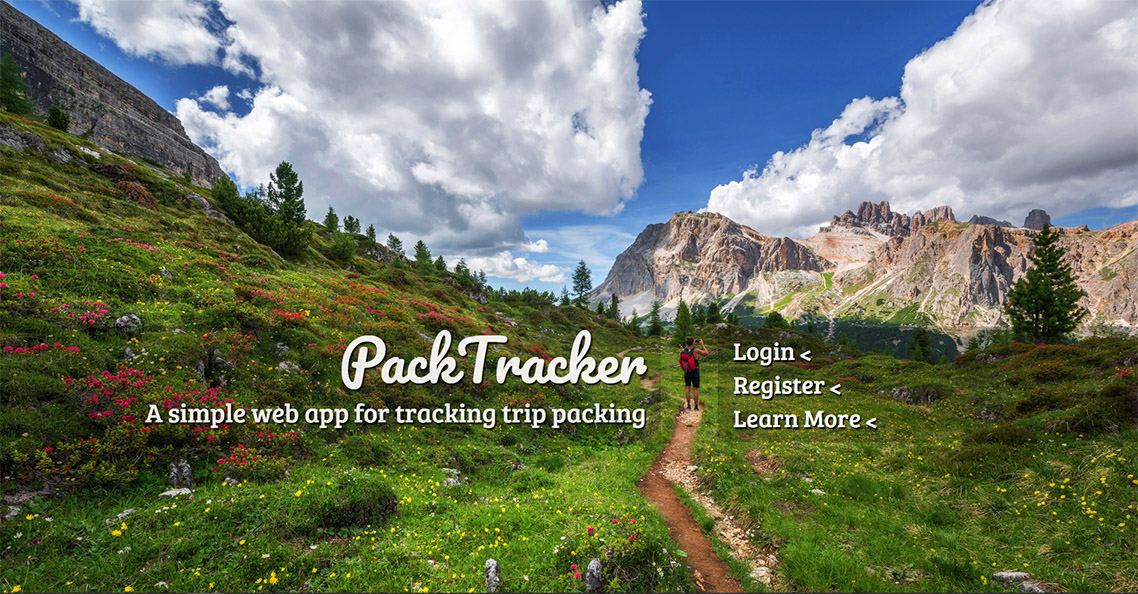 PackTracker
A simple web app for tracking trip packing
Login <
Register <
Learn More <